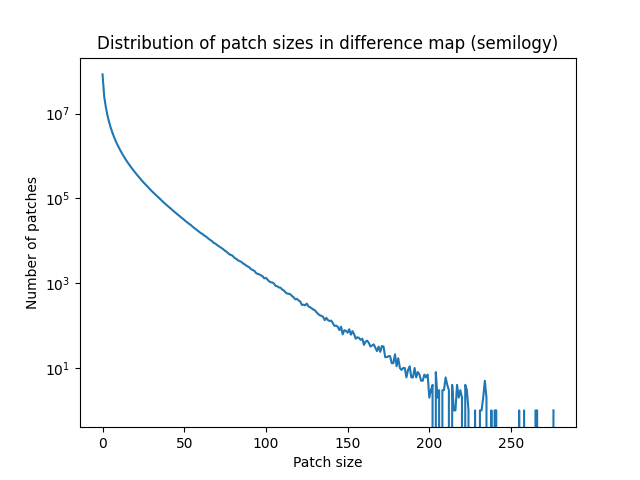 Distribution of patch sizes in difference map (semilogy)
Number of patches
10^7
10^5
10^3
10^1
0 50 100 150 200 250
Patch size